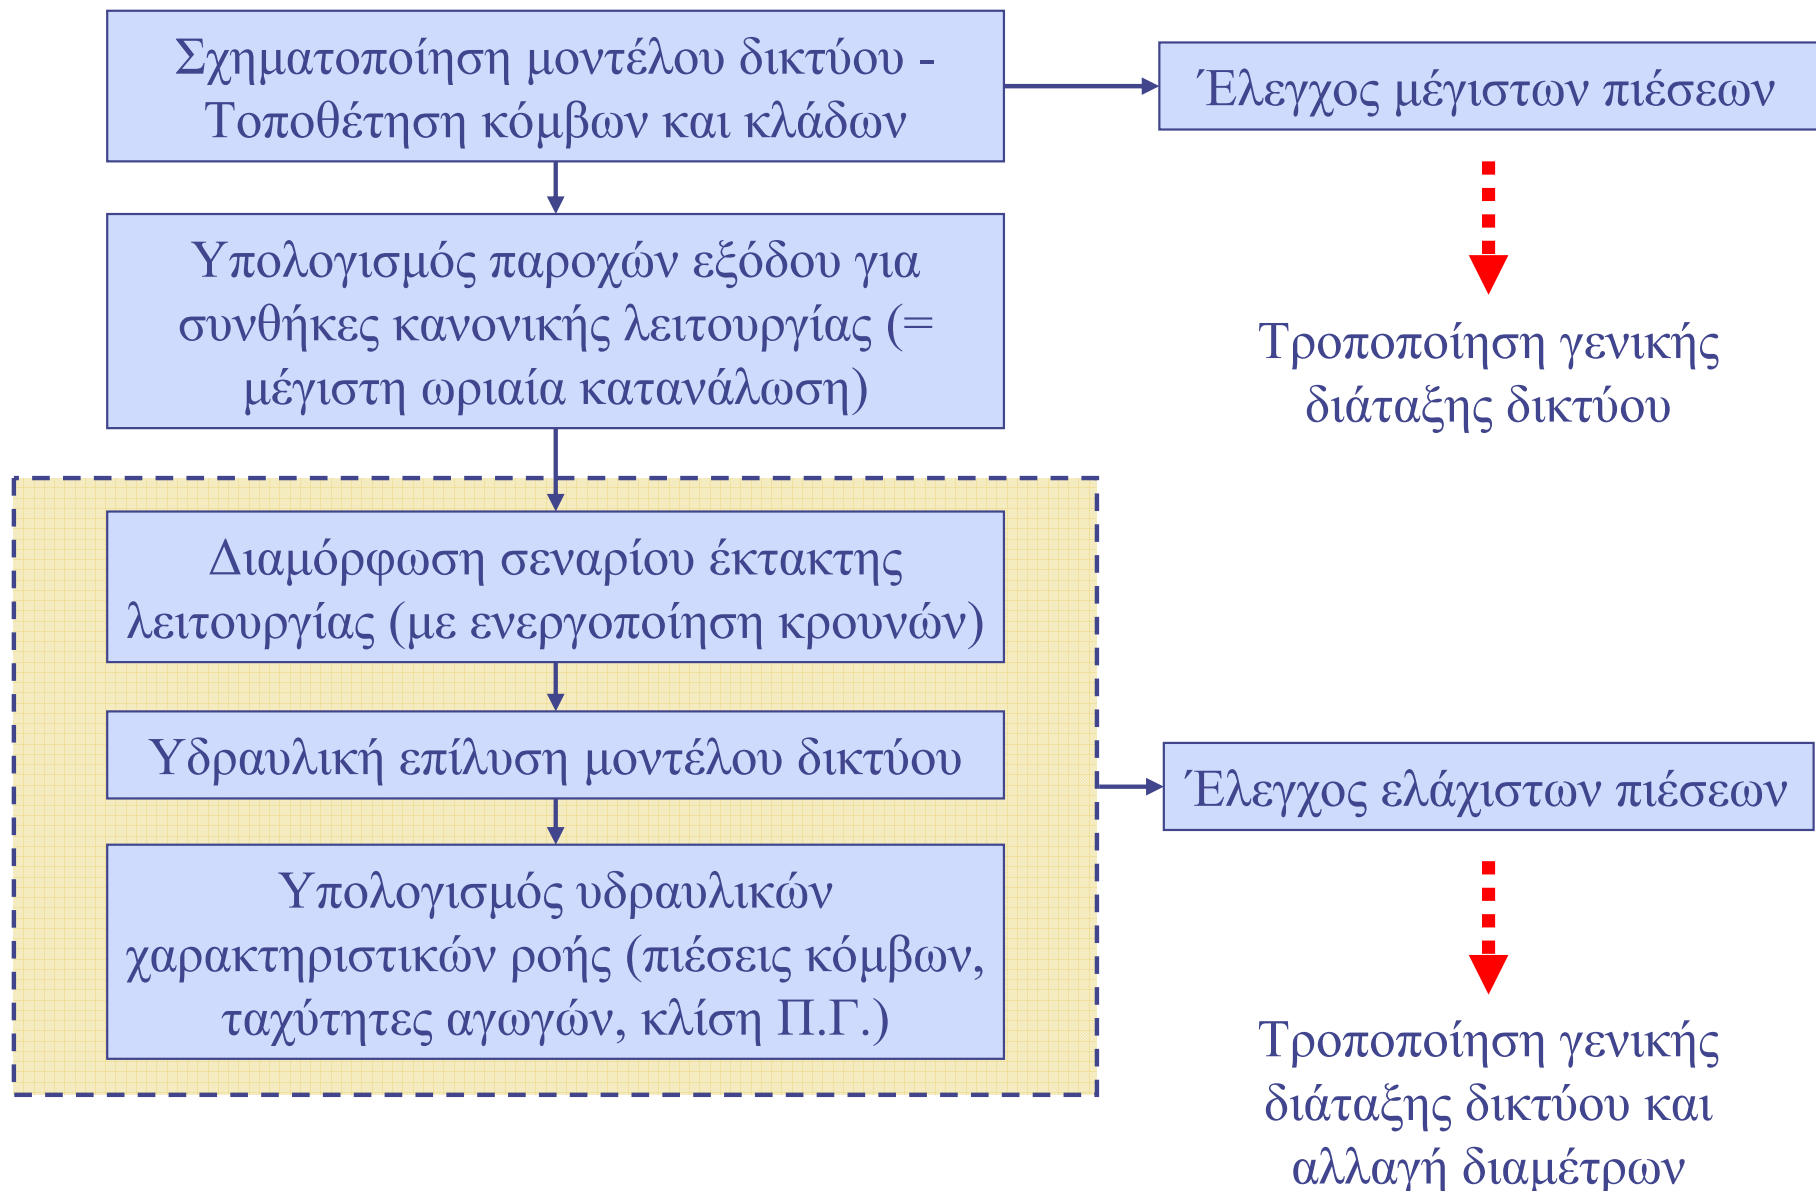 Σχηματοποίηση μοντέλου δικτύου -
Τοποθέτηση κόμβων και κλάδων
Έλεγχος μέγιστων πιέσεων
Υπολογισμός παροχών εξόδου για
συνθήκες κανονικής λειτουργίας (=
μέγιστη ωριαία κατανάλωση)
Τροποποίηση γενικής
διάταξης δικτύου
Διαμόρφωση σεναρίου έκτακτης
λειτουργίας (με ενεργοποίηση κρουνών)
Υδραυλική επίλυση μοντέλου δικτύου
Έλεγχος ελάχιστων πιέσεων
Υπολογισμός υδραυλικών
χαρακτηριστικών ροής (πιέσεις κόμβων,
ταχύτητες αγωγών, κλίση Π.Γ.)
Τροποποίηση γενικής
διάταξης δικτύου και
αλλαγή διαμέτρων